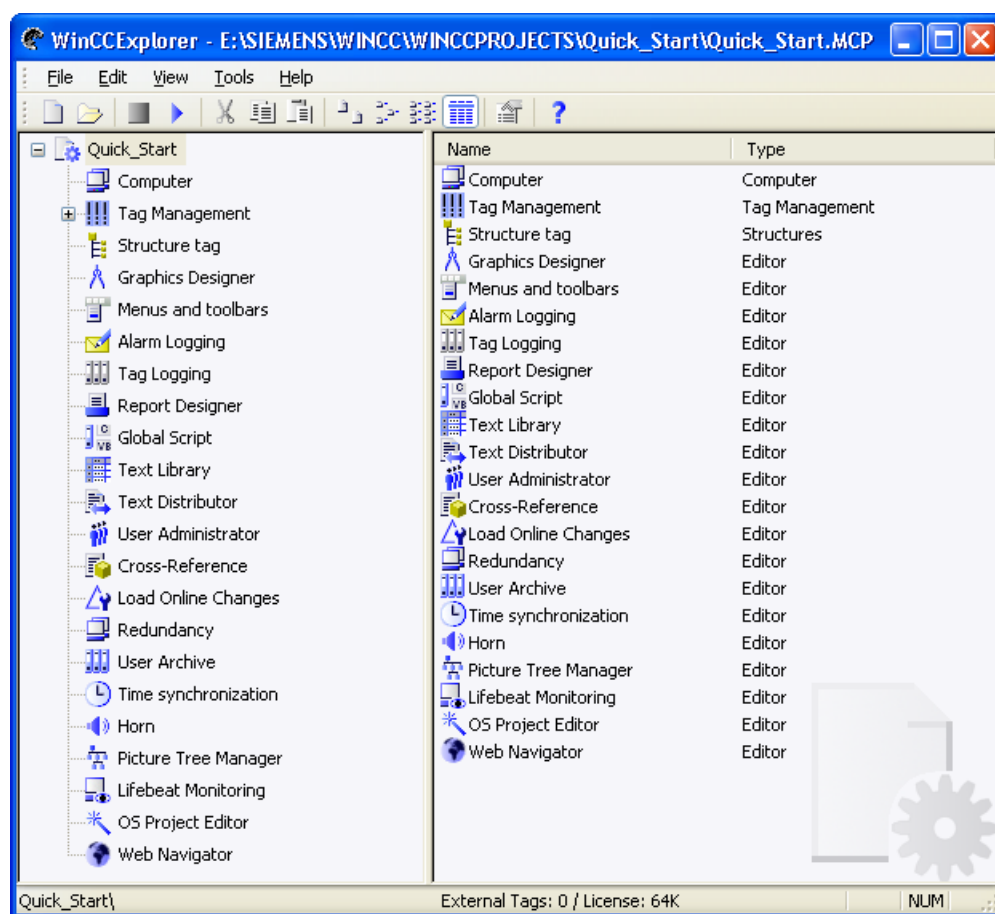 WinCCExplorer - E:\SIEMENS\WINCC\WINCCPROJECTS\Quick_Start\Quick_Start.MCP
File Edit View Tools Help
Quick_Start
Computer
Tag Management
Structure tag
Graphics Designer
Menus and toolbars
Alarm Logging
Tag Logging
Report Designer
Global Script
Text Library
Text Distributor
User Administrator
Cross-Reference
Load Online Changes
Redundancy
User Archive
Time synchronization
Horn
Picture Tree Manager
Lifebeat Monitoring
OS Project Editor
Web Navigator
Name Type
Computer Computer
Tag Management Tag Management
Structure tag Structures
Graphics Designer Editor
Menus and toolbars Editor
Alarm Logging Editor
Tag Logging Editor
Report Designer Editor
Global Script Editor
Text Library Editor
Text Distributor Editor
User Administrator Editor
Cross-Reference Editor
Load Online Changes Editor
Redundancy Editor
User Archive Editor
Time synchronization Editor
Horn Editor
Picture Tree Manager Editor
Lifebeat Monitoring Editor
OS Project Editor Editor
Web Navigator Editor
Quick_Start\ External Tags: 0 / License: 64K NUM